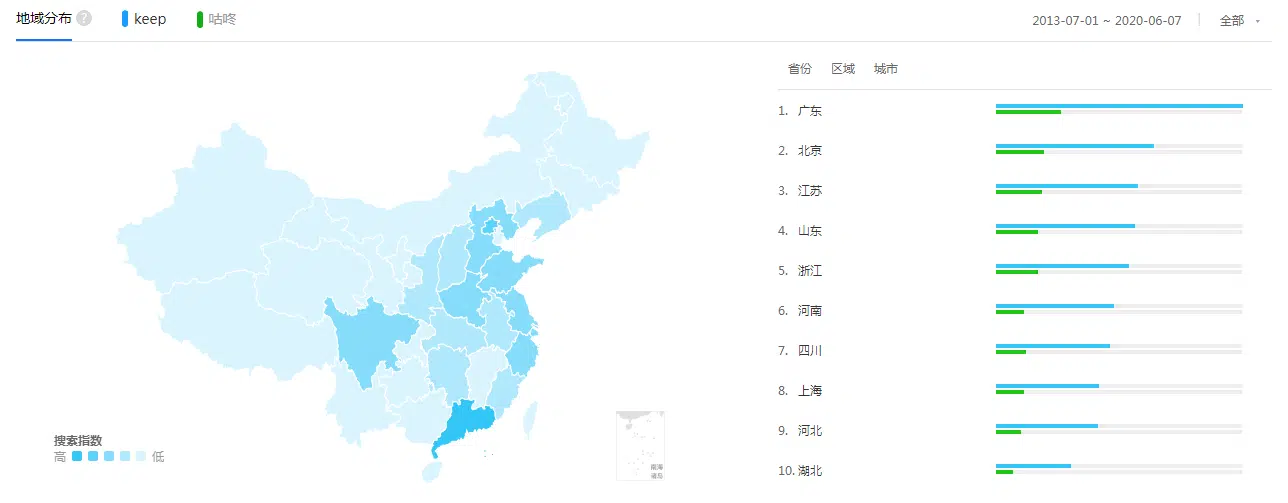 地域分布 ? keep 咕咚 2013-07-01 ~ 2020-06-07 全部
省份 区域 城市
1. 广东
2. 北京
3. 江苏
4. 山东
5. 浙江
6. 河南
7. 四川
8. 上海
9. 河北
10. 湖北
搜索指数
高 低
南海
诸岛